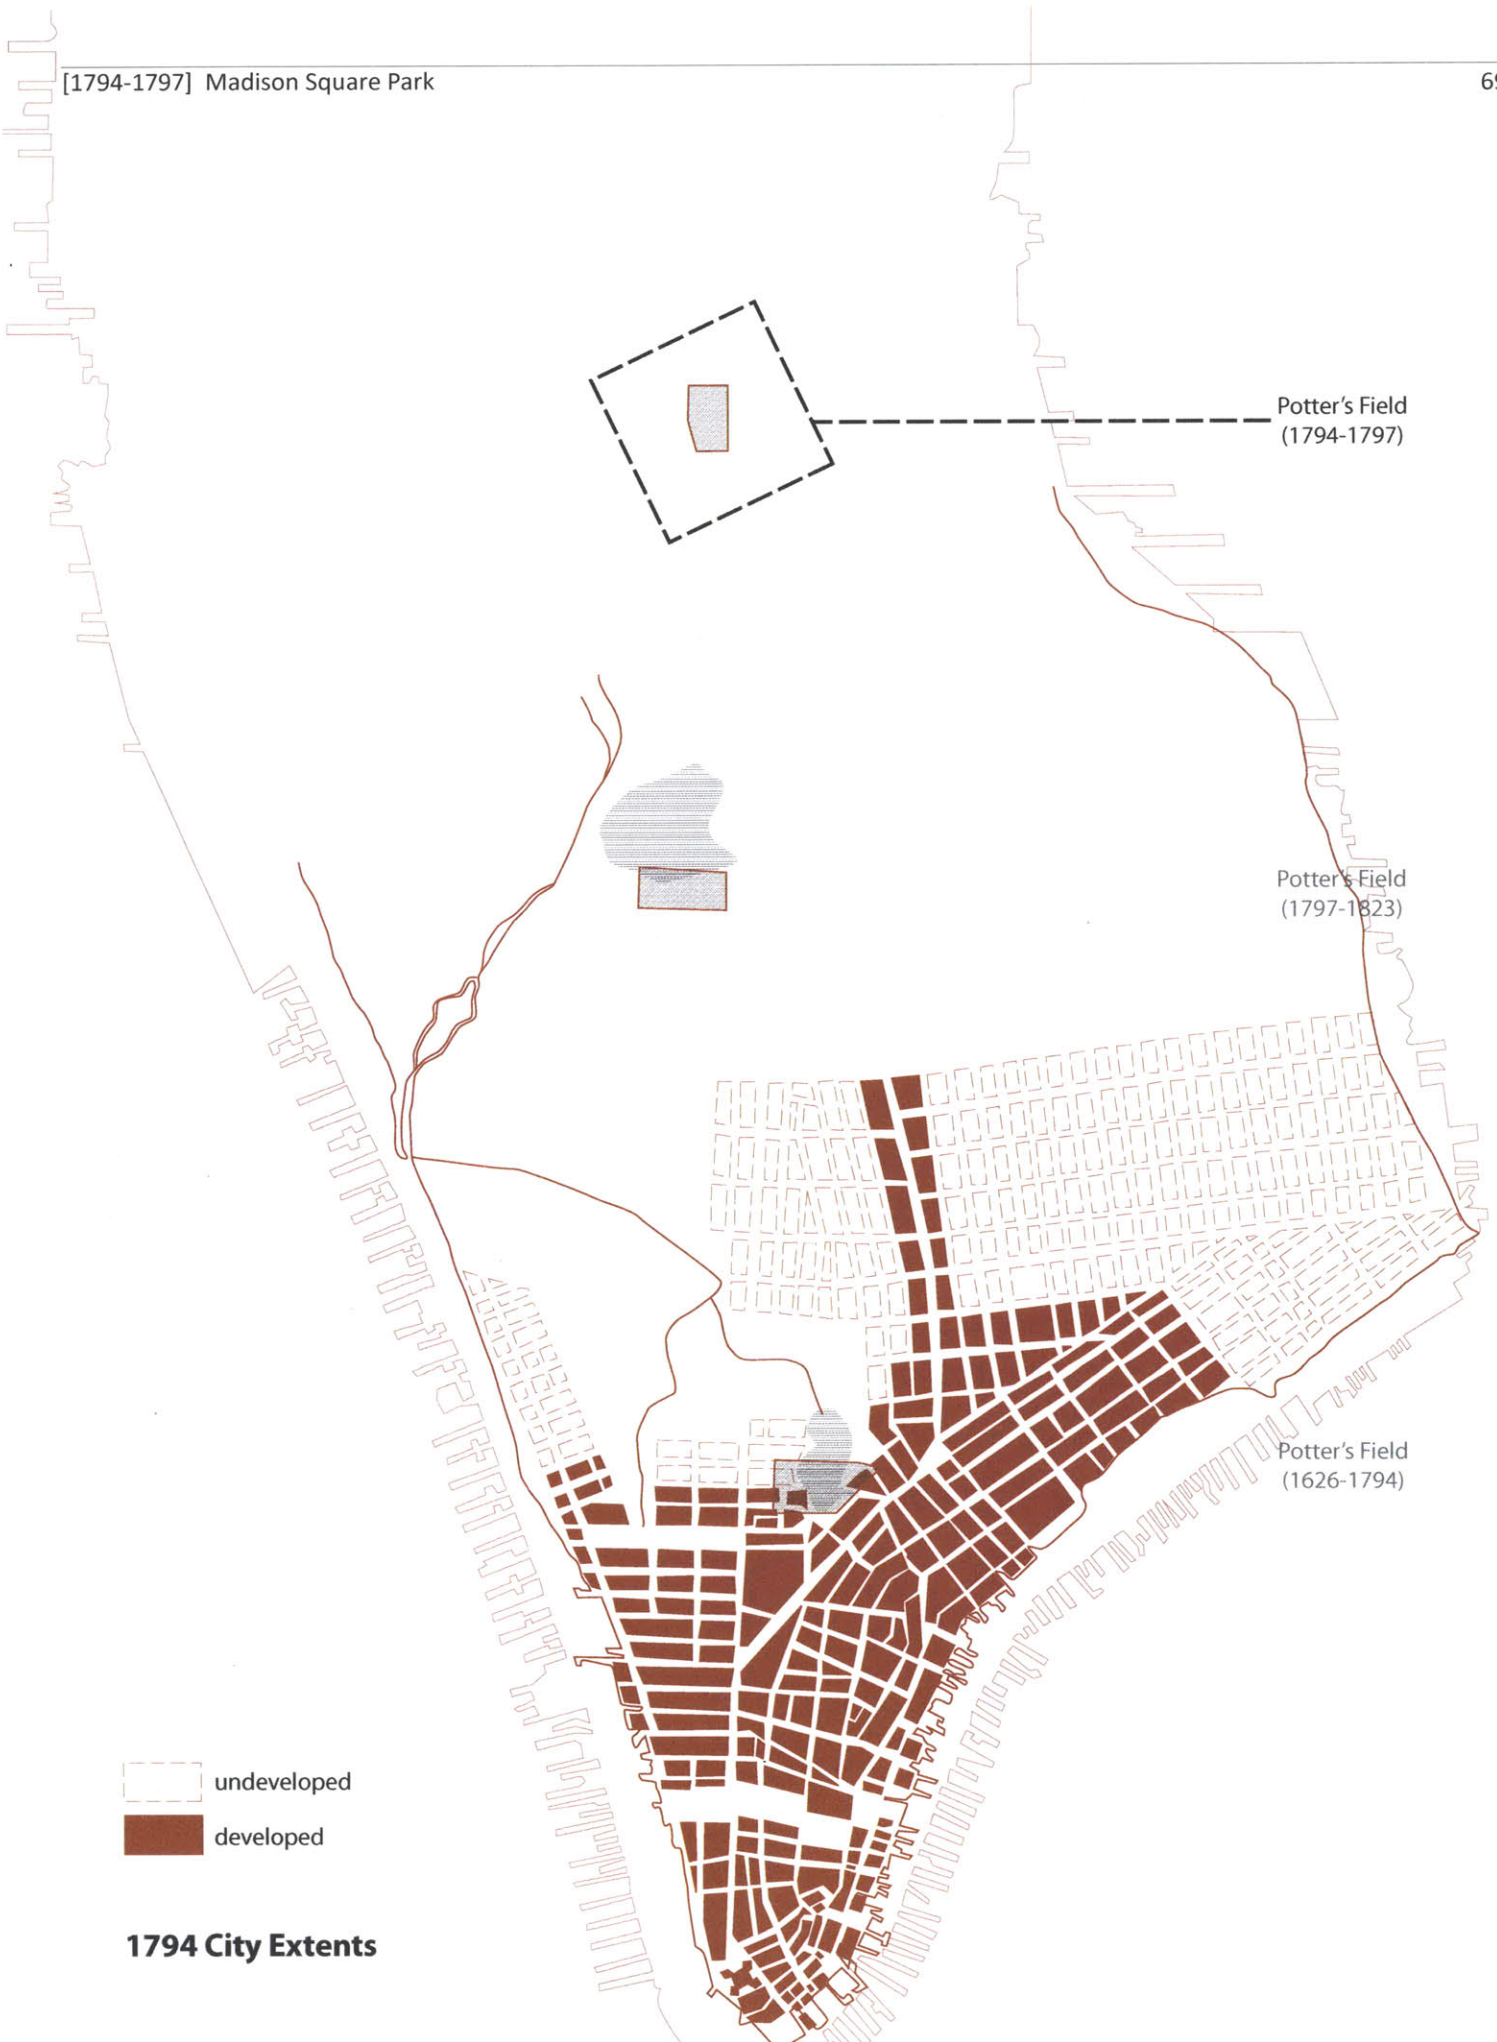 [1794-1797] Madison Square Park
69
Potter's Field
(1794-1797)
Potter's Field
(1797-1823)
Potter's Field
(1626-1794)
undeveloped
developed
1794 City Extents